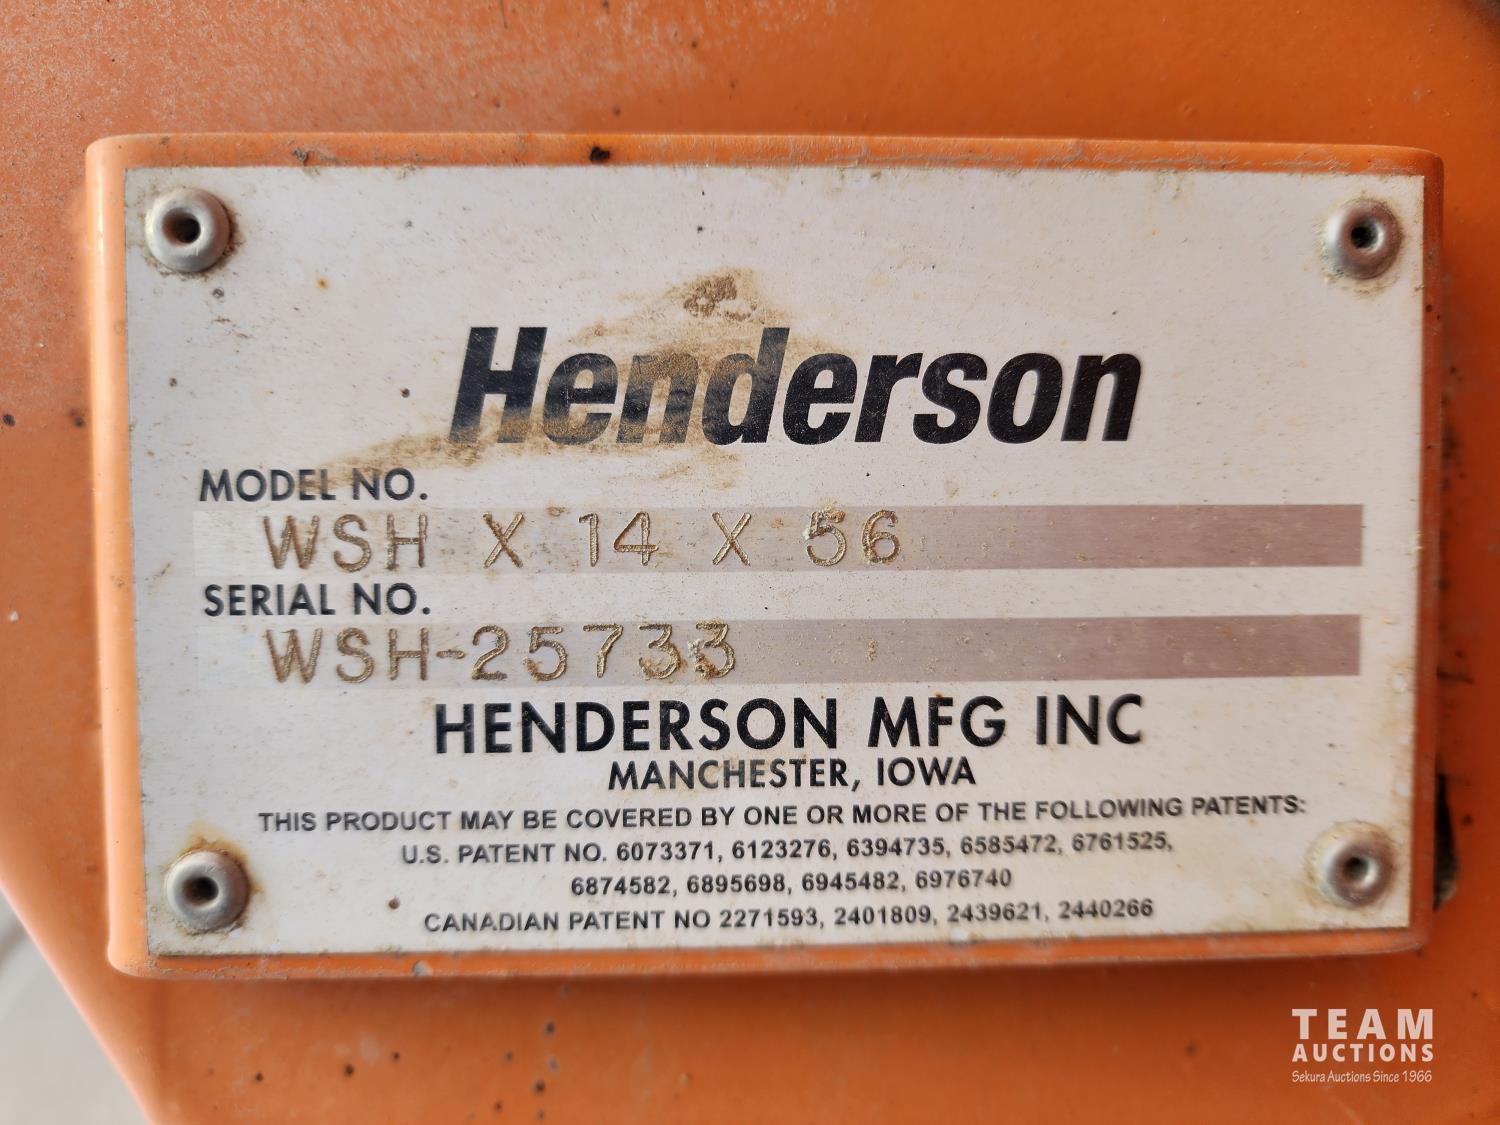 Henderson
MODEL NO.
WSH X 14 X 56
SERIAL NO.
WSH-25733
HENDERSON MFG INC
MANCHESTER, IOWA
THIS PRODUCT MAY BE COVERED BY ONE OR MORE OF THE FOLLOWING PATENTS:
U.S. PATENT NO. 6073371, 6123276, 6394735, 6585472, 6761525,
6874582, 6895698, 6945482, 6976740
CANADIAN PATENT NO 2271593, 2401809, 2439621, 2440266
TEAM
AUCTIONS
Sekura Auctions Since 1966